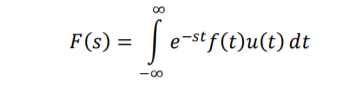 F(s) = ∫_{-∞}^{∞} e^{-st} f(t)u(t) dt